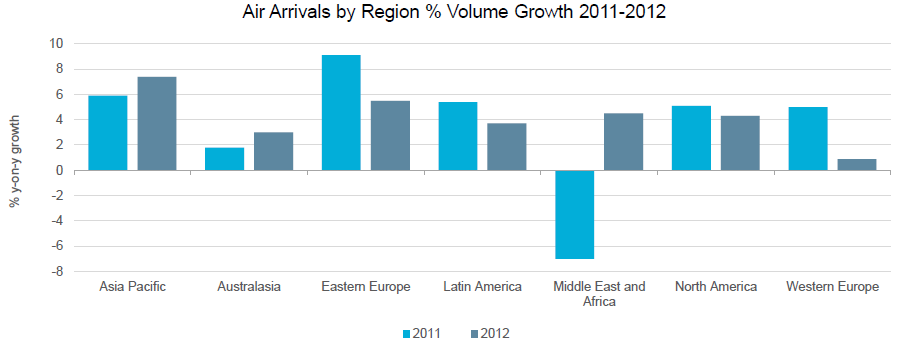 Air Arrivals by Region % Volume Growth 2011-2012
% y-on-y growth
10
8
6
4
2
0
-2
-4
-6
-8
Asia Pacific
Australasia
Eastern Europe
Latin America
Middle East and
Africa
North America
Western Europe
2011
2012